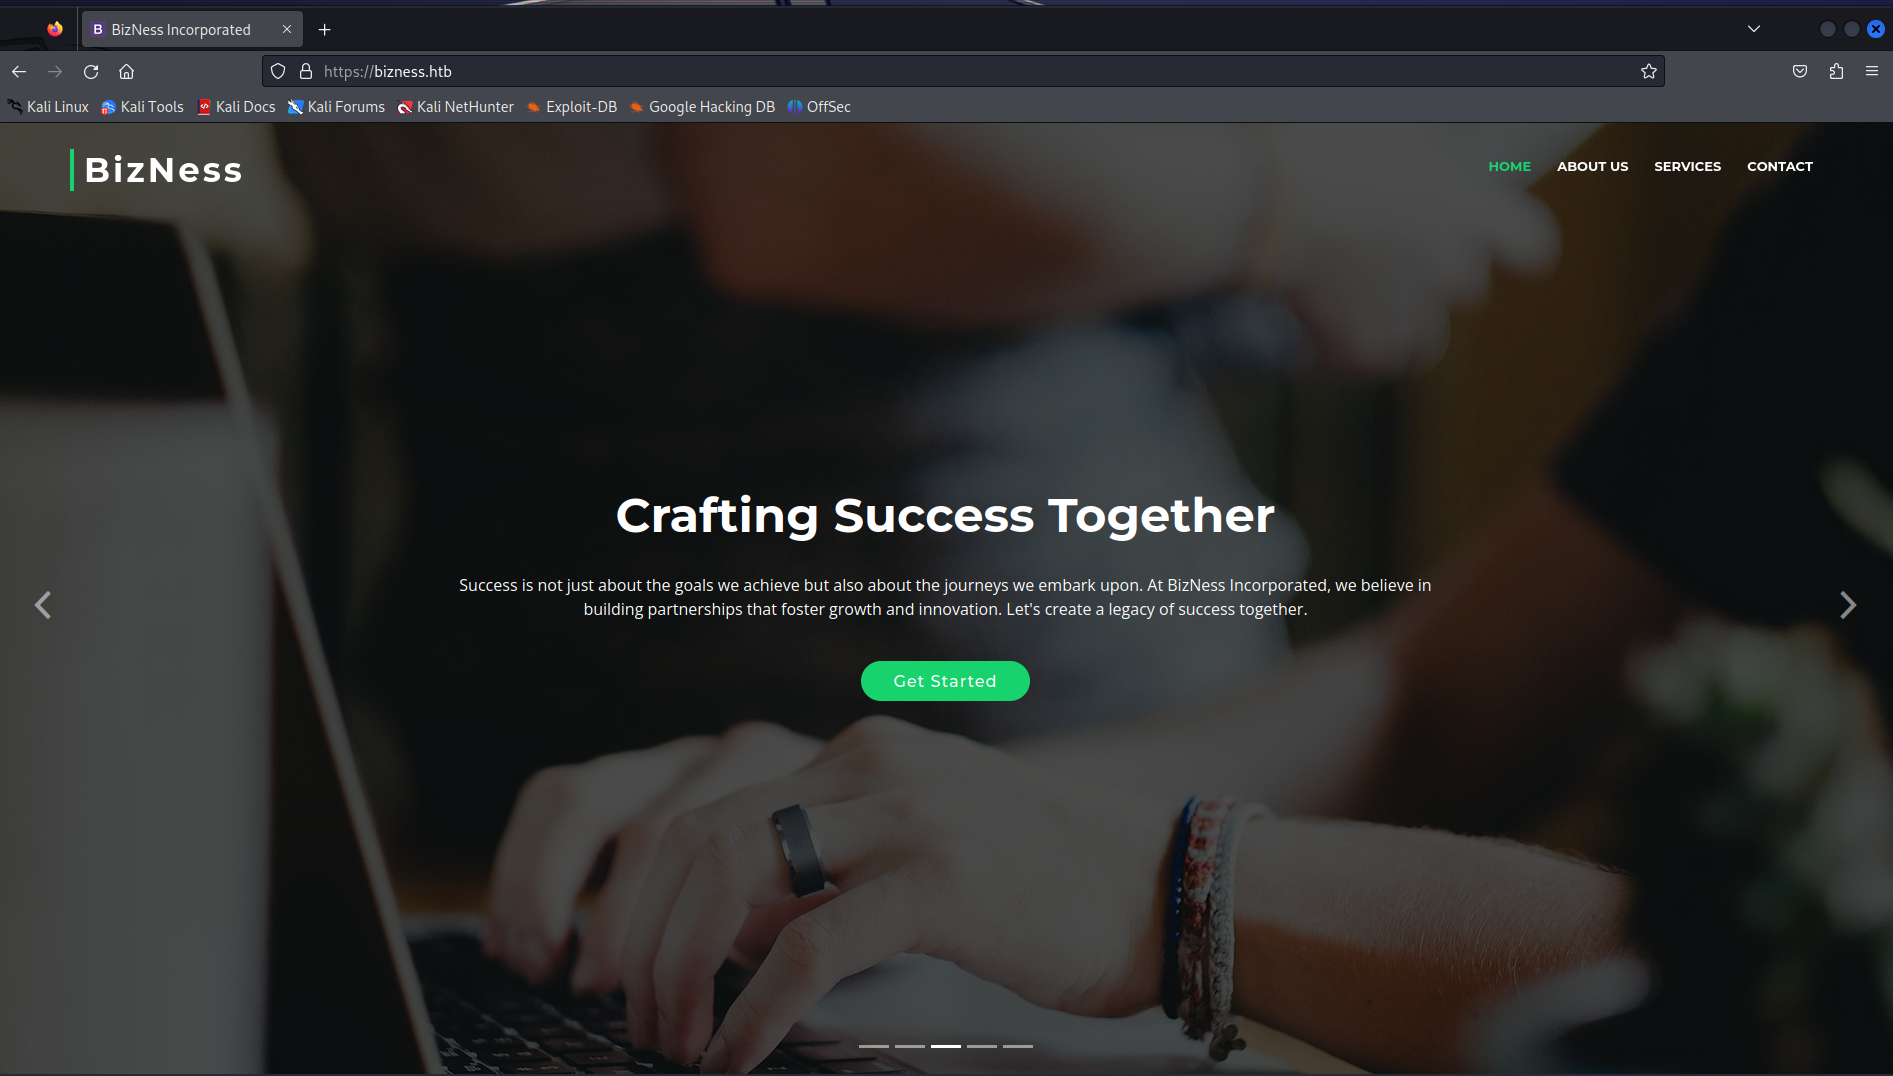 B BizNess Incorporated
https://bizness.htb
Kali Linux Kali Tools Kali Docs Kali Forums Kali NetHunter Exploit-DB Google Hacking DB OffSec
BizNess
HOME ABOUT US SERVICES CONTACT
Crafting Success Together
Success is not just about the goals we achieve but also about the journeys we embark upon. At BizNess Incorporated, we believe in
building partnerships that foster growth and innovation. Let's create a legacy of success together.
Get Started